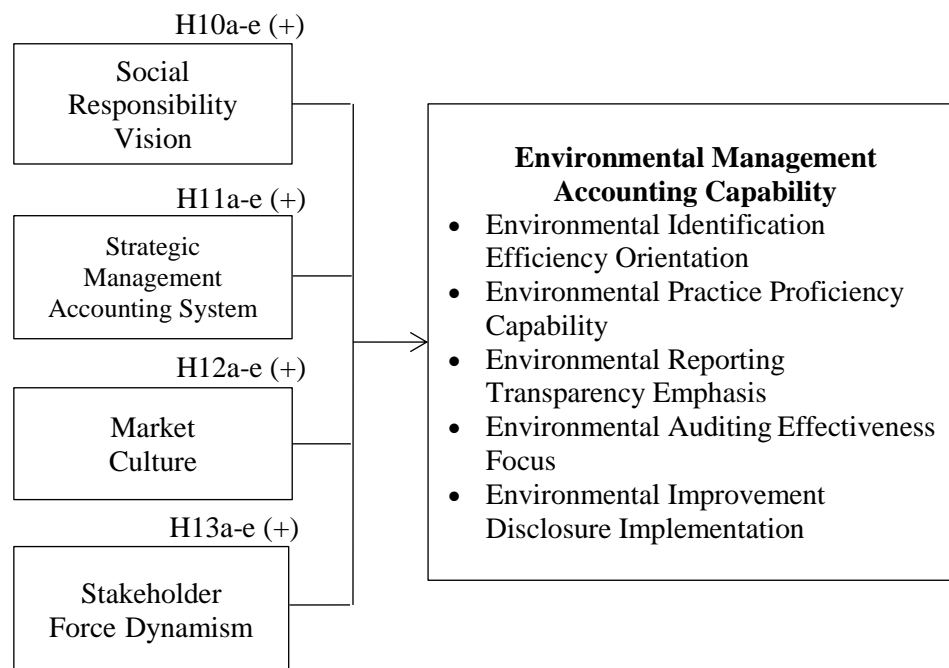 H10a-e (+)
Social
Responsibility
Vision
H11a-e (+)
Strategic
Management
Accounting System
H12a-e (+)
Market
Culture
H13a-e (+)
Stakeholder
Force Dynamism
Environmental Management
Accounting Capability
• Environmental Identification
Efficiency Orientation
• Environmental Practice Proficiency
Capability
• Environmental Reporting
Transparency Emphasis
• Environmental Auditing Effectiveness
Focus
• Environmental Improvement
Disclosure Implementation